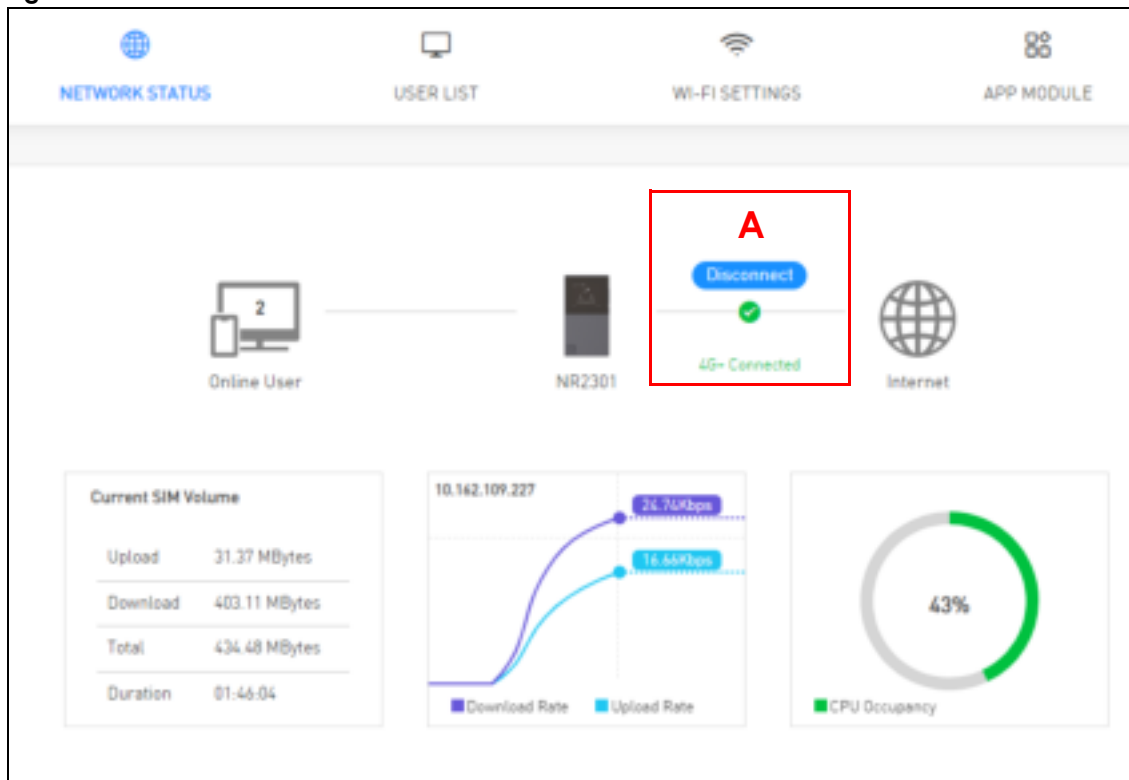 NETWORK STATUS
USER LIST
WI-FI SETTINGS
APP MODULE
A
Disconnect
2
4G+ Connected
Online User
NR2301
Internet
Current SIM Volume
Upload 31.37 MBytes
Download 403.11 MBytes
Total 434.48 MBytes
Duration 01:46:04
10.162.109.227
24.74Kbps
16.66Kbps
Download Rate
Upload Rate
43%
CPU Occupancy